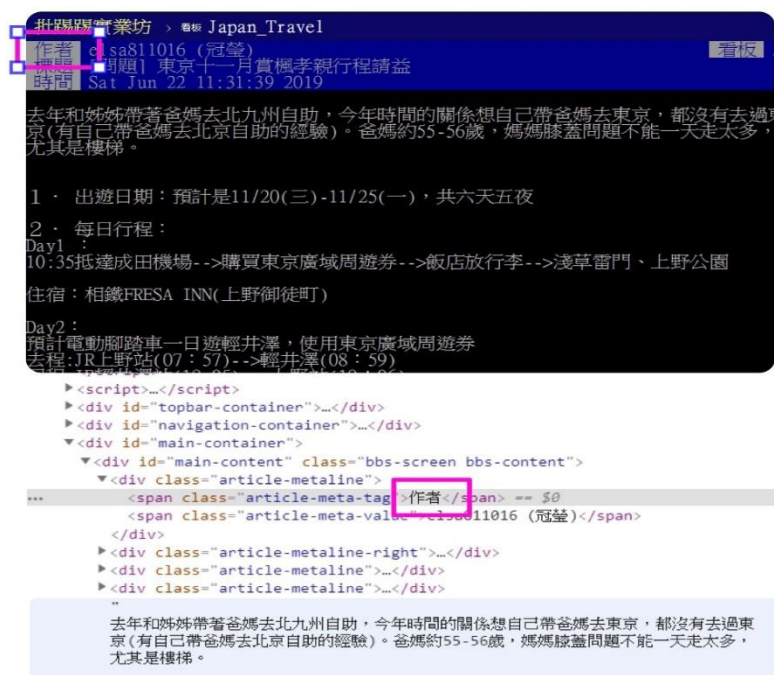 批踢踢實業坊 › 看板 Japan_Travel
作者 elsa811016 (冠瑩) 看板
標題 [問題] 東京十一月賞楓孝親行程請益
時間 Sat Jun 22 11:31:39 2019
去年和姊姊帶著爸媽去北九州自助，今年時間的關係想自己帶爸媽去東京，都沒有去過東
京(有自己帶爸媽去北京自助的經驗)。爸媽約55-56歲，媽媽膝蓋問題不能一天走太多，
尤其是樓梯。
１． 出遊日期：預計是11/20(三)-11/25(一)，共六天五夜
２． 每日行程：
Day1 ：
10:35抵達成田機場-->購買東京廣域周遊券-->飯店放行李-->淺草雷門、上野公園
住宿：相鐵FRESA INN(上野御徒町)
Day2：
預計電動腳踏車一日遊輕井澤，使用東京廣域周遊券
去程:JR上野站(07：57)-->輕井澤(08：59)
▶<script>…</script>
▶<div id="topbar-container">…</div>
▶<div id="navigation-container">…</div>
▼<div id="main-container">
▼<div id="main-content" class="bbs-screen bbs-content">
▼<div class="article-metaline">
… <span class="article-meta-tag">作者</span> == $0
<span class="article-meta-value">elsa811016 (冠瑩)</span>
</div>
▶<div class="article-metaline-right">…</div>
▶<div class="article-metaline">…</div>
▶<div class="article-metaline">…</div>
"
去年和姊姊帶著爸媽去北九州自助，今年時間的關係想自己帶爸媽去東京，都沒有去過東
京(有自己帶爸媽去北京自助的經驗)。爸媽約55-56歲，媽媽膝蓋問題不能一天走太多，
尤其是樓梯。